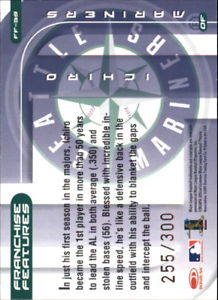 FF-39
MARINERS
OF
ICHIRO
SEATTLE
MARINERS
FRANCHISE
FEATURES
In just his first season in the majors, Ichiro
became the 1st player in more than 50 years
to lead the AL in both average (.350) and
stolen bases (56). Blessed with incredible in-
line speed, he's like a defensive back in the
outfield with his ability to blanket the gaps
and intercept the ball.
255/300